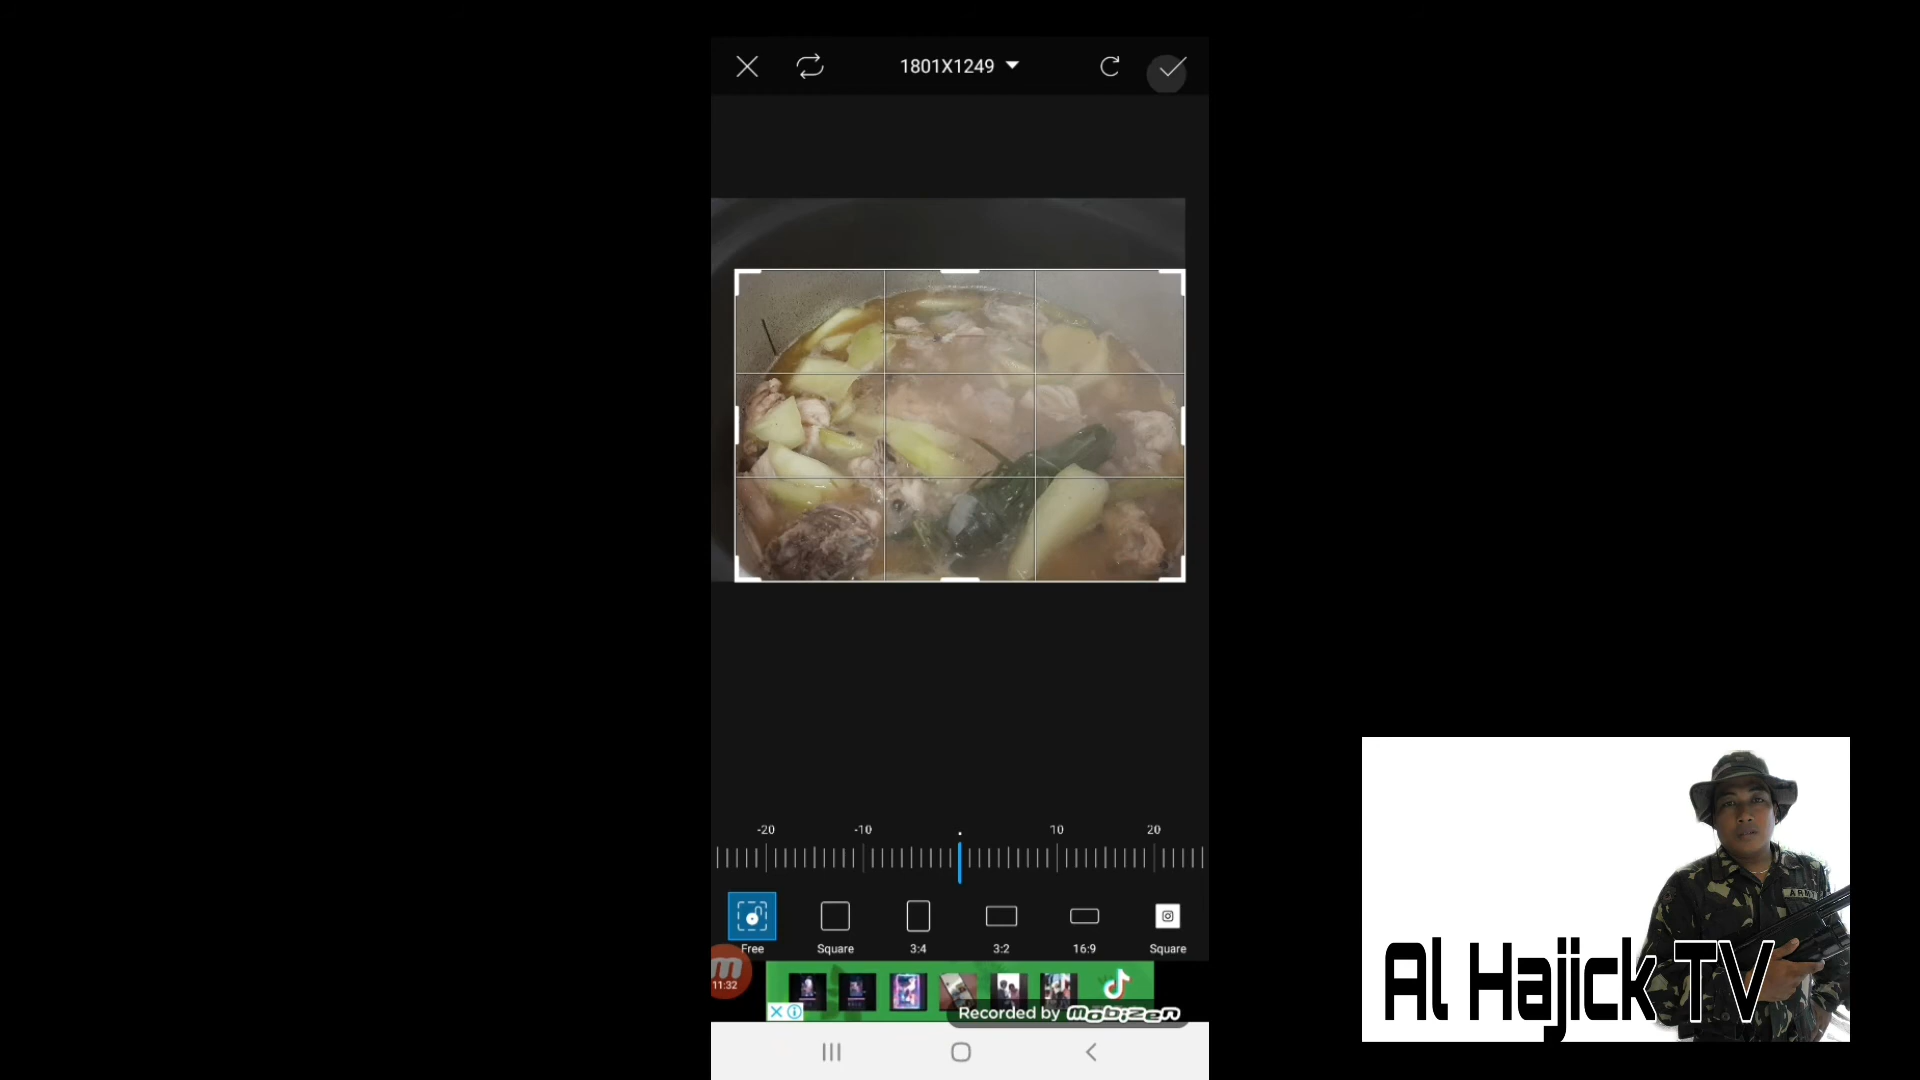 1801X1249
-20 -10 10 20
Free Square 3:4 3:2 16:9 Square
11:32
Recorded by mobizen
ARMY
Al Hajick TV